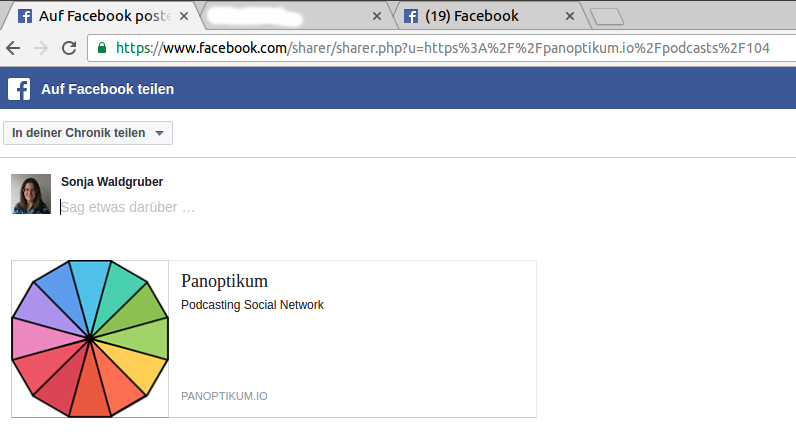 Auf Facebook poste
(19) Facebook
https://www.facebook.com/sharer/sharer.php?u=https%3A%2F%2Fpanoptikum.io%2Fpodcasts%2F104
Auf Facebook teilen
In deiner Chronik teilen
Sonja Waldgruber
Sag etwas darüber …
Panoptikum
Podcasting Social Network
PANOPTIKUM.IO